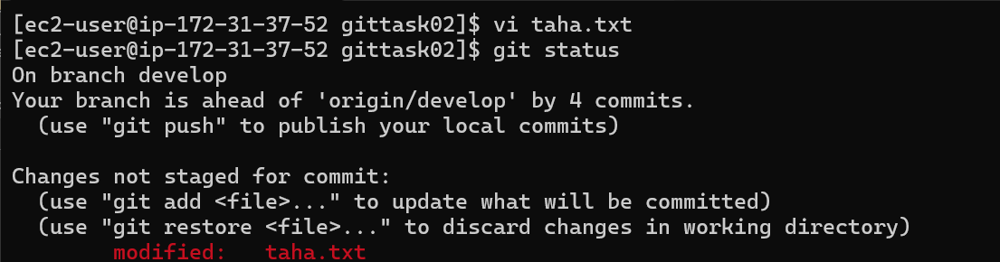 [ec2-user@ip-172-31-37-52 gittask02]$ vi taha.txt
[ec2-user@ip-172-31-37-52 gittask02]$ git status
On branch develop
Your branch is ahead of 'origin/develop' by 4 commits.
  (use "git push" to publish your local commits)

Changes not staged for commit:
  (use "git add <file>..." to update what will be committed)
  (use "git restore <file>..." to discard changes in working directory)
        modified:   taha.txt